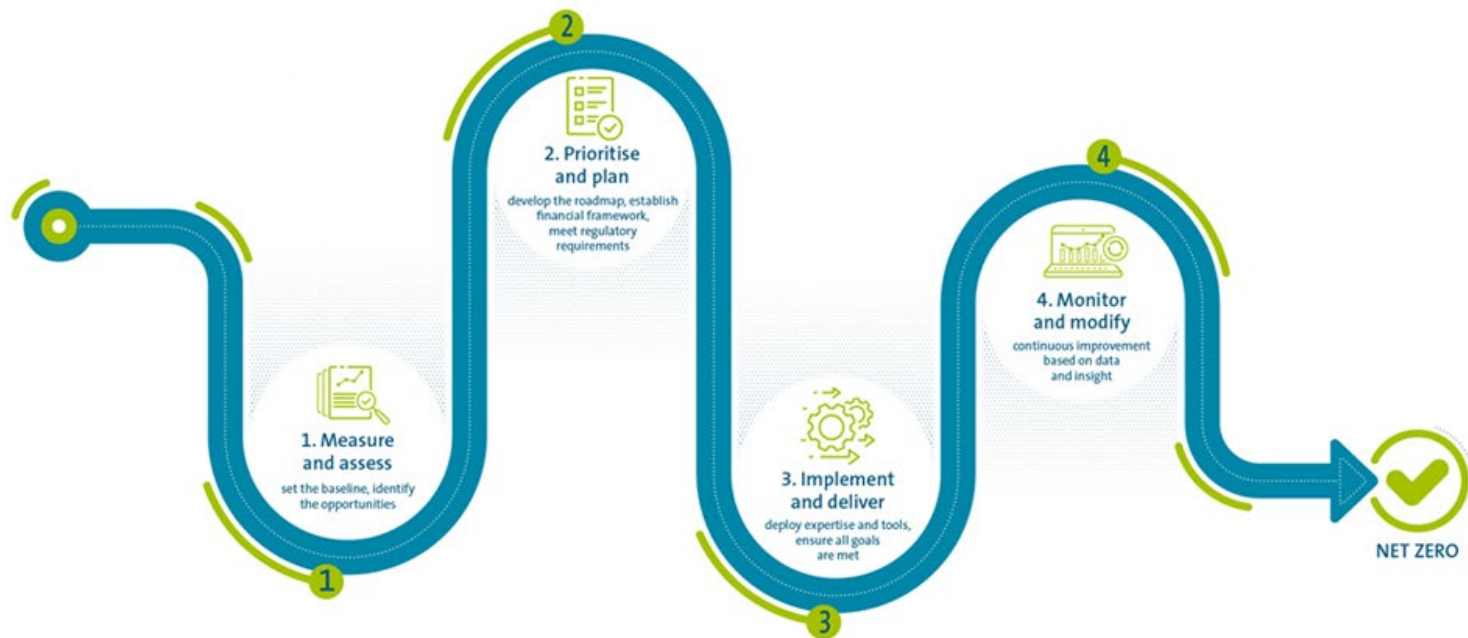 1
1. Measure
and assess
set the baseline, identify
the opportunities
2
2. Prioritise
and plan
develop the roadmap, establish
financial framework,
meet regulatory
requirements
3. Implement
and deliver
deploy expertise and tools,
ensure all goals
are met
3
4
4. Monitor
and modify
continuous improvement
based on data
and insight
NET ZERO